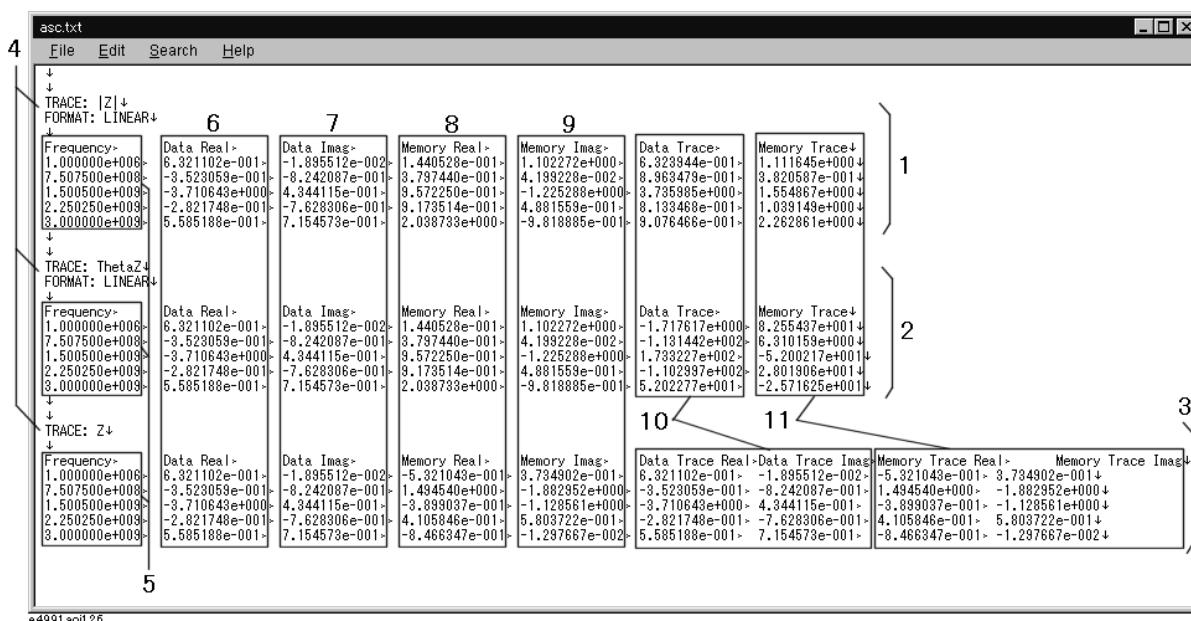 asc.txt
File Edit Search Help
4
↓
↓
TRACE: |Z|↓
FORMAT: LINEAR↓
↓
6 7 8 9
Frequency> Data Real> Data Imag> Memory Real> Memory Imag> Data Trace> Memory Trace↓
1.000000e+006> 6.321102e-001> -1.895512e-002> 1.440528e-001> 1.102272e+000> 6.323944e-001> 1.111645e+000↓
7.507500e+008> -3.523059e-001> -8.242087e-001> 3.797440e-001> 4.199228e-002> 8.963479e-001> 3.820587e-001↓
1.500500e+009> -3.710643e+000> 4.344115e-001> 9.572250e-001> -1.225288e+000> 3.735985e+000> 1.554867e+000↓
2.250250e+009> -2.821748e-001> -7.628306e-001> 9.173514e-001> 4.881559e-001> 8.133468e-001> 1.039149e+000↓
3.000000e+009> 5.585188e-001> 7.154573e-001> 2.038733e+000> -9.818885e-001> 9.076466e-001> 2.262861e+000↓
1
↓
↓
TRACE: ThetaZ↓
FORMAT: LINEAR↓
↓
Frequency> Data Real> Data Imag> Memory Real> Memory Imag> Data Trace> Memory Trace↓
1.000000e+006> 6.321102e-001> -1.895512e-002> 1.440528e-001> 1.102272e+000> -1.717617e+000> 8.255437e+001↓
7.507500e+008> -3.523059e-001> -8.242087e-001> 3.797440e-001> 4.199228e-002> -1.131442e+002> 6.310159e+000↓
1.500500e+009> -3.710643e+000> 4.344115e-001> 9.572250e-001> -1.225288e+000> 1.733227e+002> -5.200217e+001↓
2.250250e+009> -2.821748e-001> -7.628306e-001> 9.173514e-001> 4.881559e-001> -1.102997e+002> 2.801906e+001↓
3.000000e+009> 5.585188e-001> 7.154573e-001> 2.038733e+000> -9.818885e-001> 5.202277e+001> -2.571625e+001↓
2
↓
↓
10 11 3
TRACE: Z↓
↓
Frequency> Data Real> Data Imag> Memory Real> Memory Imag> Data Trace Real> Data Trace Imag> Memory Trace Real> Memory Trace Imag↓
1.000000e+006> 6.321102e-001> -1.895512e-002> -5.321043e-001> 3.734902e-001> 6.321102e-001> -1.895512e-002> -5.321043e-001> 3.734902e-001↓
7.507500e+008> -3.523059e-001> -8.242087e-001> 1.494540e+000> -1.882952e+000> -3.523059e-001> -8.242087e-001> 1.494540e+000> -1.882952e+000↓
1.500500e+009> -3.710643e+000> 4.344115e-001> -3.899037e-001> -1.128561e+000> -3.710643e+000> 4.344115e-001> -3.899037e-001> -1.128561e+000↓
2.250250e+009> -2.821748e-001> -7.628306e-001> 4.105846e-001> 5.803722e-001> -2.821748e-001> -7.628306e-001> 4.105846e-001> 5.803722e-001↓
3.000000e+009> 5.585188e-001> 7.154573e-001> -8.466347e-001> -1.297667e-002> 5.585188e-001> 7.154573e-001> -8.466347e-001> -1.297667e-002↓
5